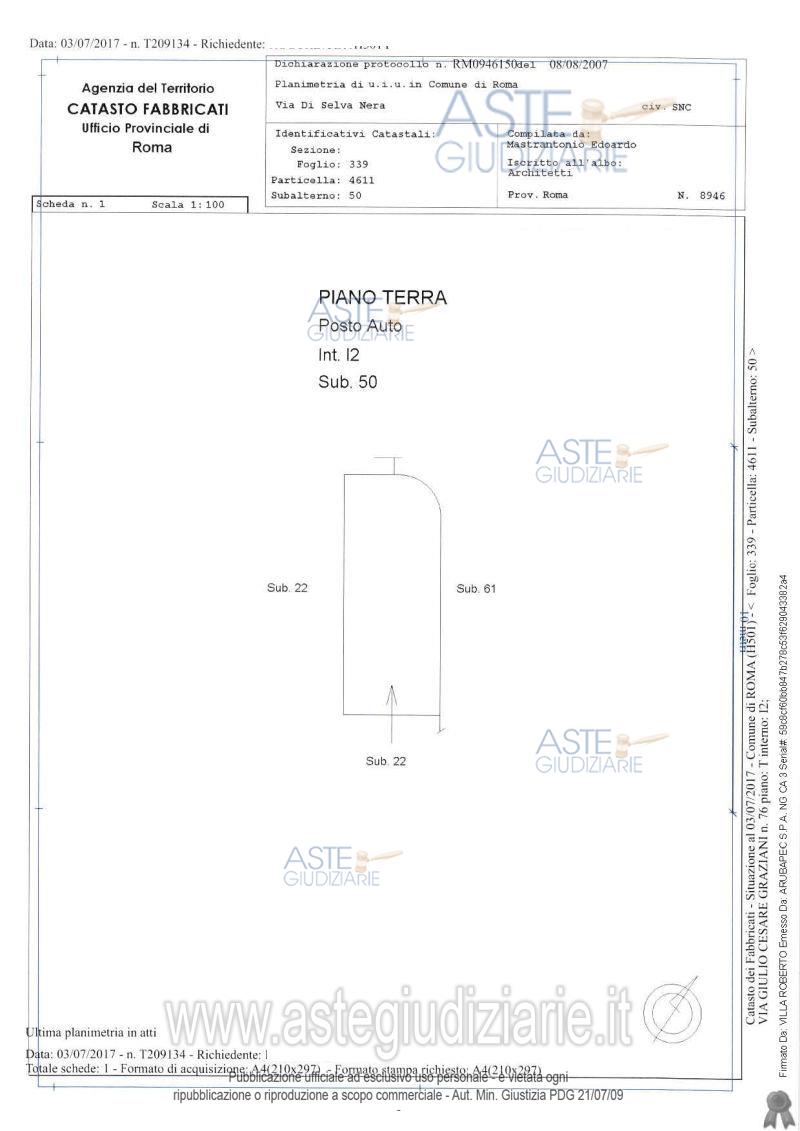 Data: 03/07/2017 - n. T209134 - Richiedente:
Agenzia del Territorio
CATASTO FABBRICATI
Ufficio Provinciale di
Roma
Dichiarazione protocollo n. RM0946150del 08/08/2007
Planimetria di u.i.u.in Comune di Roma
Via Di Selva Nera civ. SNC
Identificativi Catastali:
Sezione:
Foglio: 339
Particella: 4611
Subalterno: 50
Compilata da:
Mastrantonio Edoardo
Iscritto all'albo:
Architetti
Prov. Roma N. 8946
Scheda n. 1 Scala 1:100
ASTE
GIUDIZIARIE
PIANO TERRA
Posto Auto
Int. I2
Sub. 50
ASTE
GIUDIZIARIE
ASTE
GIUDIZIARIE
Sub. 22
Sub. 61
Sub. 22
ASTE
GIUDIZIARIE
ASTE
GIUDIZIARIE
10 metri
Catasto dei Fabbricati - Situazione al 03/07/2017 - Comune di ROMA (H501) - < Foglio: 339 - Particella: 4611 - Subalterno: 50 >
VIA GIULIO CESARE GRAZIANI n. 76 piano: T interno: I2;
Firmato Da: VILLA ROBERTO Emesso Da: ARUBAPEC S.P.A. NG CA 3 Serial#: 59c8cf60bb847b278c53f629043382a4
www.astegiudiziarie.it
Ultima planimetria in atti
Data: 03/07/2017 - n. T209134 - Richiedente:
Totale schede: 1 - Formato di acquisizione: A4(210x297) - Formato stampa richiesto: A4(210x297)
Pubblicazione ufficiale ad esclusivo uso personale - è vietata ogni
ripubblicazione o riproduzione a scopo commerciale - Aut. Min. Giustizia PDG 21/07/09